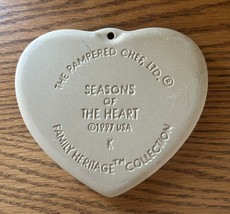 THE PAMPERED CHEF, LTD. ©
SEASONS
OF
THE HEART
©1997 USA
K
FAMILY HERITAGE™ COLLECTION